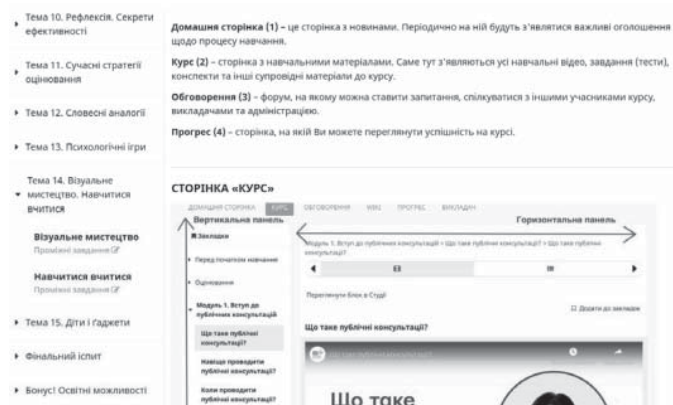 Тема 10. Рефлексія. Секрети
ефективності
Тема 11. Сучасні стратегії
оцінювання
Тема 12. Словесні аналогії
Тема 13. Психологічні ігри
Тема 14. Візуальне
мистецтво. Навчитися
вчитися
Візуальне мистецтво
Проміжні завдання
Навчитися вчитися
Проміжні завдання
Тема 15. Діти і ґаджети
Фінальний іспит
Бонус! Освітні можливості
Домашня сторінка (1) – це сторінка з новинами. Періодично на ній будуть з'являтися важливі оголошення
щодо процесу навчання.
Курс (2) – сторінка з навчальними матеріалами. Саме тут з'являються усі навчальні відео, завдання (тести),
конспекти та інші супровідні матеріали до курсу.
Обговорення (3) – форум, на якому можна ставити запитання, спілкуватися з іншими учасниками курсу,
викладачами та адміністрацією.
Прогрес (4) – сторінка, на якій Ви можете переглянути успішність на курсі.
СТОРІНКА «КУРС»
ДОМАШНЯ СТОРІНКА КУРС ОБГОВОРЕННЯ WIKI ПРОГРЕС ВИКЛАДАЧ
Вертикальна панель
Горизонтальна панель
Закладки
Перед початком навчання
Оцінювання
Модуль 1. Вступ до
публічних консультацій
Що таке публічні
консультації?
Навіщо проводити
публічні консультації?
Коли проводити
публічні консультації?
Модуль 1. Вступ до публічних консультацій > Що таке публічні консультації? > Що таке публічні
консультації?
Переглянути блок в Студії
Додати до закладок
Що таке публічні консультації?
Що таке